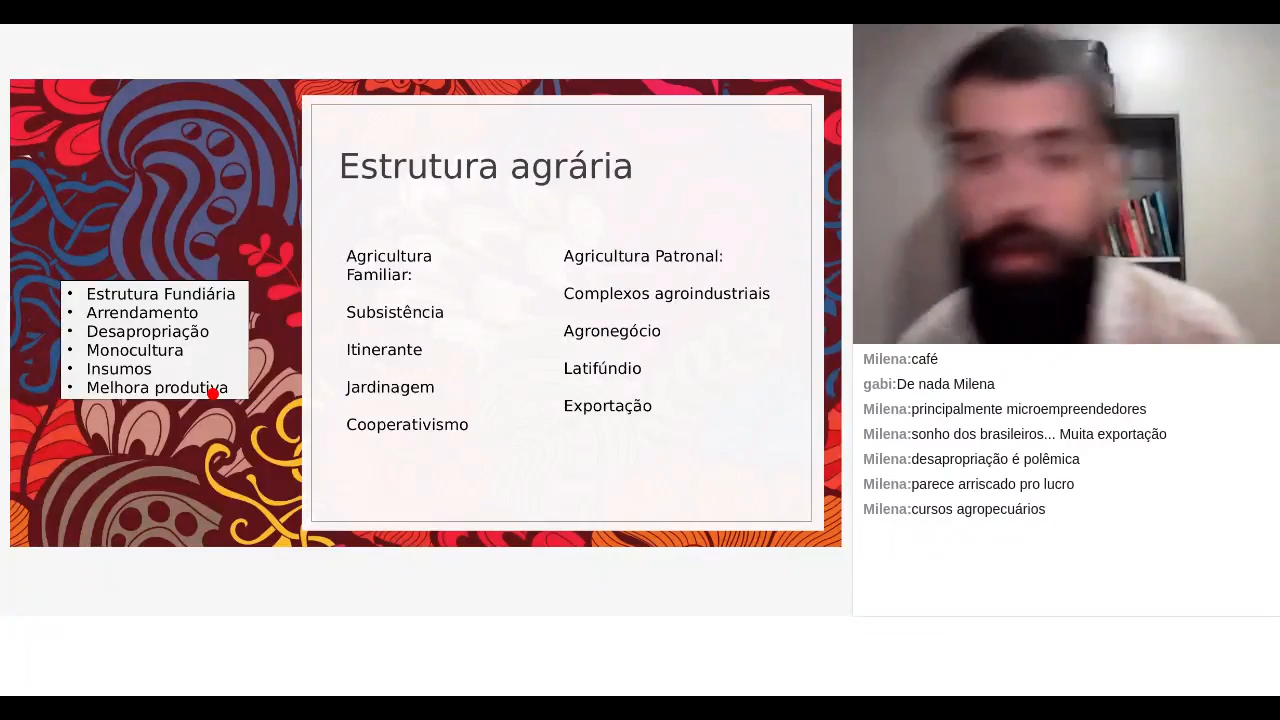 Estrutura agrária
• Estrutura Fundiária
• Arrendamento
• Desapropriação
• Monocultura
• Insumos
• Melhora produtiva
Agricultura
Familiar:
Subsistência
Itinerante
Jardinagem
Cooperativismo
Agricultura Patronal:
Complexos agroindustriais
Agronegócio
Latifúndio
Exportação
Milena:café
gabi:De nada Milena
Milena:principalmente microempreendedores
Milena:sonho dos brasileiros... Muita exportação
Milena:desapropriação é polêmica
Milena:parece arriscado pro lucro
Milena:cursos agropecuários